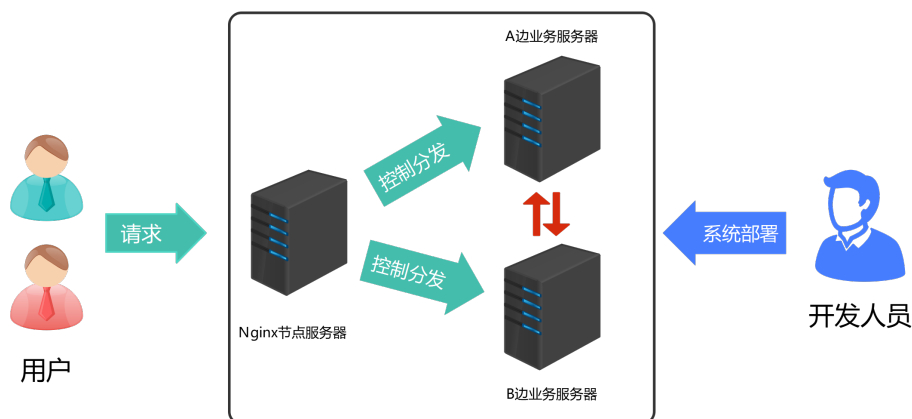 A边业务服务器
控制分发
请求
控制分发
系统部署
Nginx节点服务器
开发人员
用户
B边业务服务器